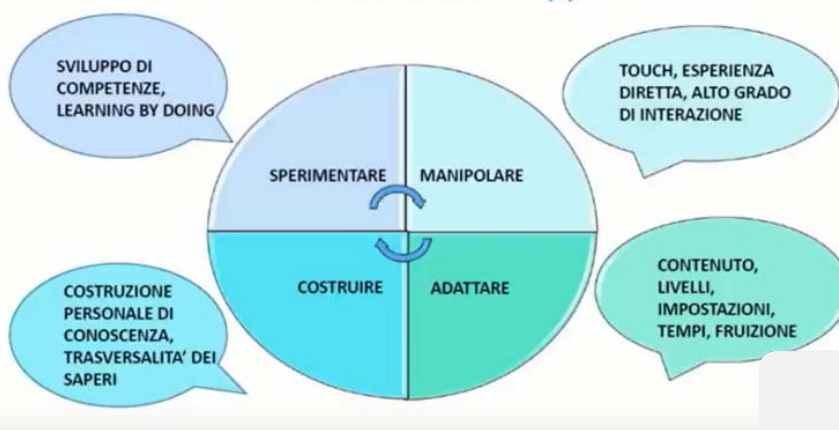 SVILUPPO DI
COMPETENZE,
LEARNING BY DOING
TOUCH, ESPERIENZA
DIRETTA, ALTO GRADO
DI INTERAZIONE
SPERIMENTARE
MANIPOLARE
COSTRUIRE
ADATTARE
COSTRUZIONE
PERSONALE DI
CONOSCENZA,
TRASVERSALITA' DEI
SAPERI
CONTENUTO,
LIVELLI,
IMPOSTAZIONI,
TEMPI, FRUIZIONE